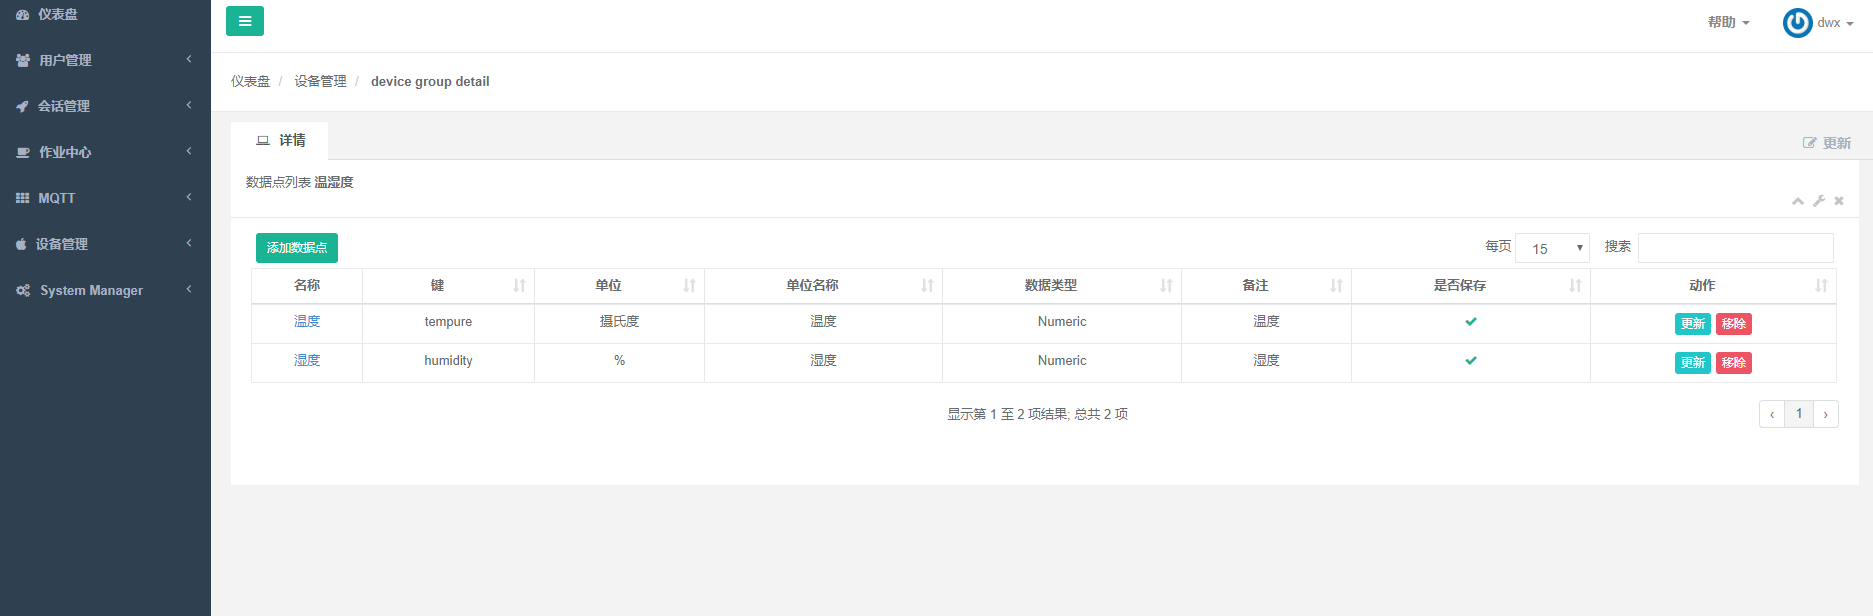 仪表盘
用户管理
会话管理
作业中心
MQTT
设备管理
System Manager
帮助
dwx
仪表盘 / 设备管理 / device group detail
详情
更新
数据点列表 温湿度
添加数据点
每页 15 搜索
名称 键 单位 单位名称 数据类型 备注 是否保存 动作
温度 tempure 摄氏度 温度 Numeric 温度 更新 移除
湿度 humidity % 湿度 Numeric 湿度 更新 移除
显示第 1 至 2 项结果; 总共 2 项
‹ 1 ›